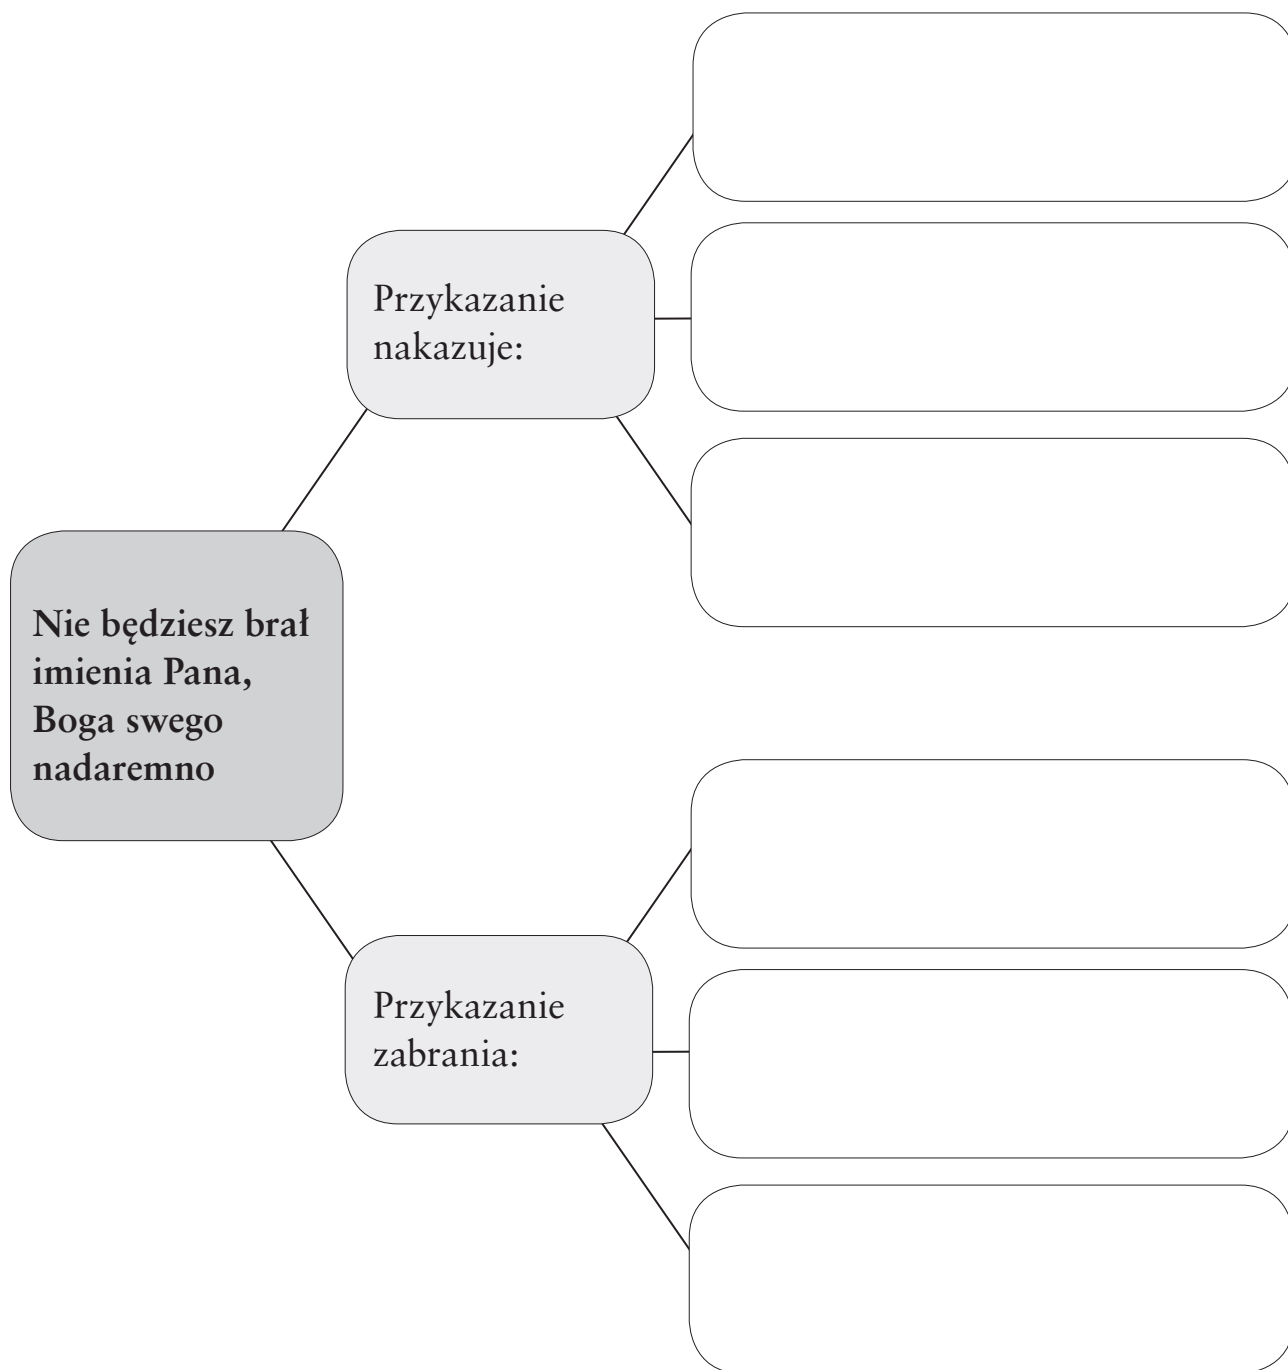 Przykazanie
nakazuje:
Nie będziesz brał
imienia Pana,
Boga swego
nadaremno
Przykazanie
zabrania: